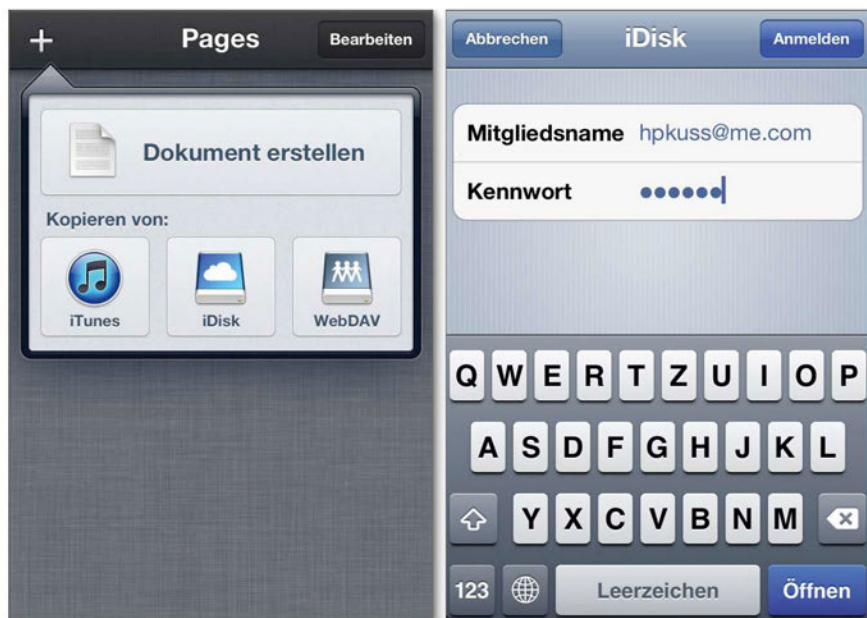 + Pages Bearbeiten
Dokument erstellen
Kopieren von:
iTunes iDisk WebDAV
Abbrechen iDisk Anmelden
Mitgliedsname hpkuss@me.com
Kennwort ••••••
Q W E R T Z U I O P
A S D F G H J K L
Y X C V B N M
123 Leerzeichen Öffnen